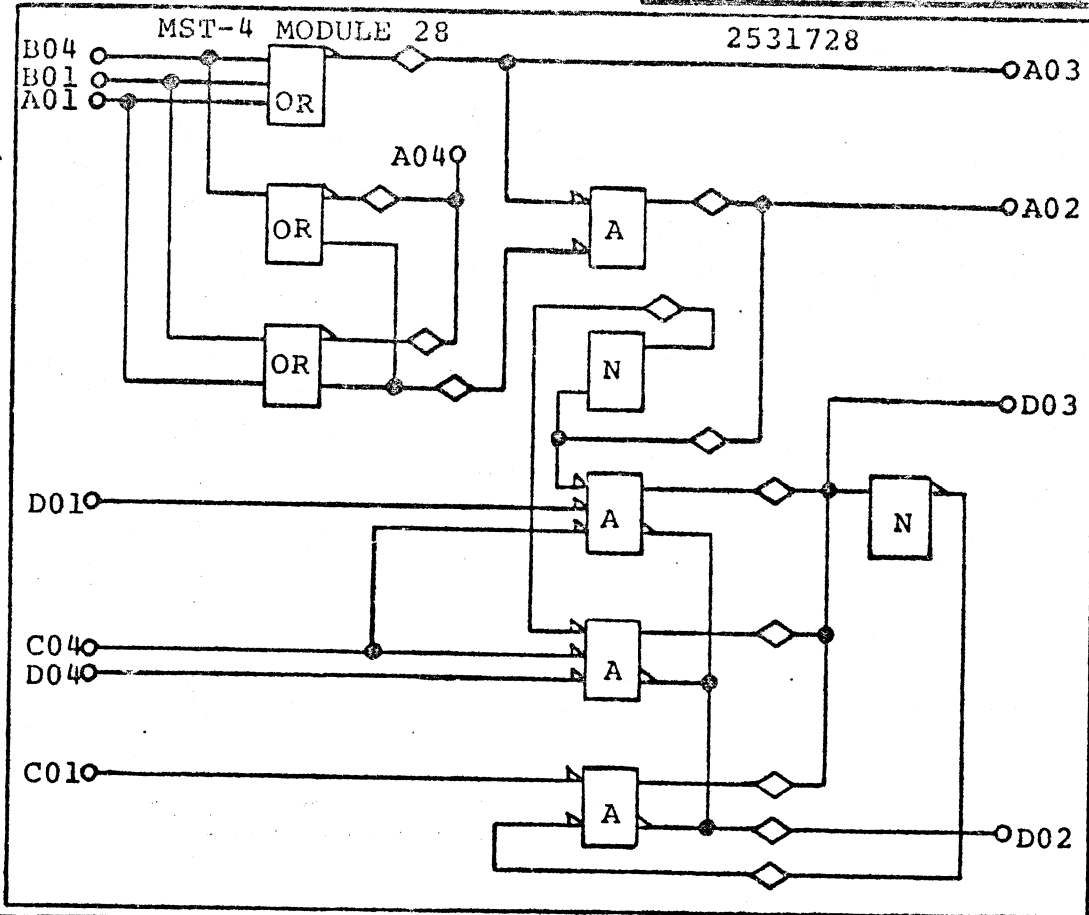 MST-4 MODULE 28
2531728
B04
B01
A01
OR
A03
A04
OR
A
A02
OR
N
D03
D01
A
N
C04
D04
A
C01
A
D02